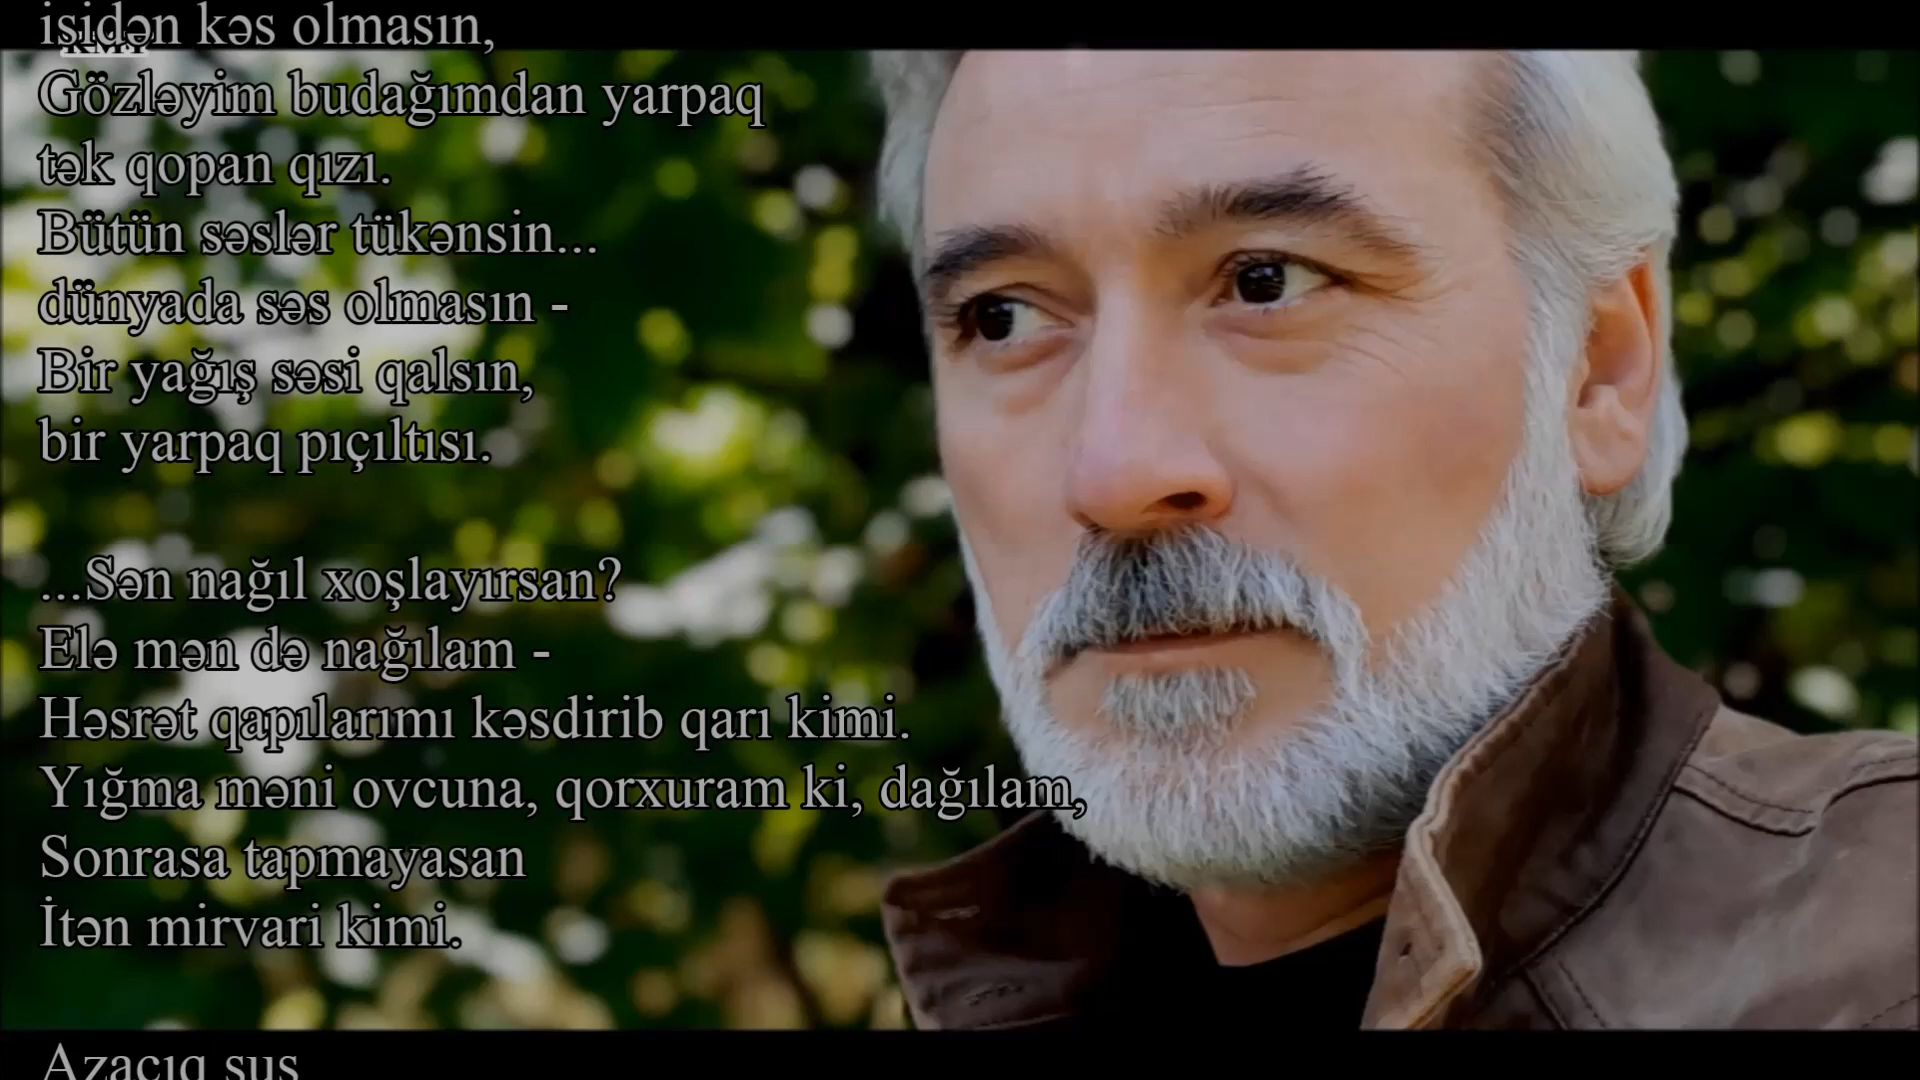 isidən kəs olmasın,
Gözləyim budağımdan yarpaq
tək qopan qızı.
Bütün səslər tükənsin...
dünyada səs olmasın -
Bir yağış səsi qalsın,
bir yarpaq pıçıltısı.
...Sən nağıl xoşlayırsan?
Elə mən də nağılam -
Həsrət qapılarımı kəsdirib qarı kimi.
Yığma məni ovcuna, qorxuram ki, dağılam,
Sonrasa tapmayasan
İtən mirvari kimi.
Azacıq sus